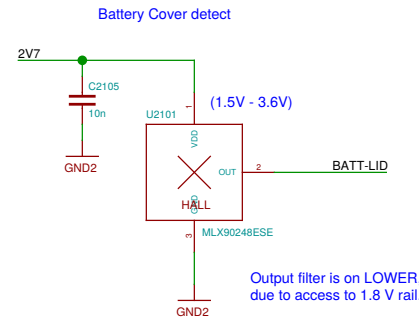 Battery Cover detect
2V7
C2105
10n
GND2
U2101
(1.5V - 3.6V)
1
VDD
OUT
2
BATT-LID
HALL
GND
3
MLX90248ESE
GND2
Output filter is on LOWER
due to access to 1.8 V rail